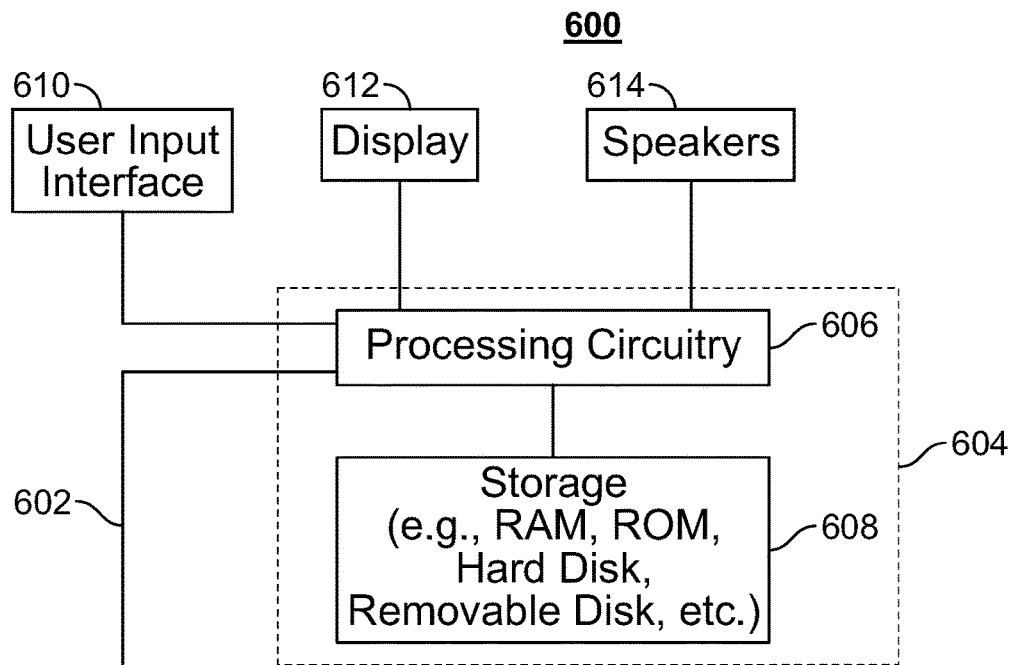 600
610
612
614
User Input
Interface
Display
Speakers
Processing Circuitry
606
604
602
Storage
(e.g., RAM, ROM,
Hard Disk,
Removable Disk, etc.)
608